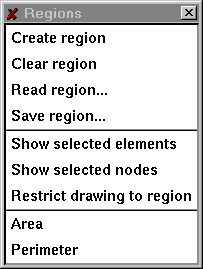 Regions
Create region
Clear region
Read region...
Save region...
Show selected elements
Show selected nodes
Restrict drawing to region
Area
Perimeter